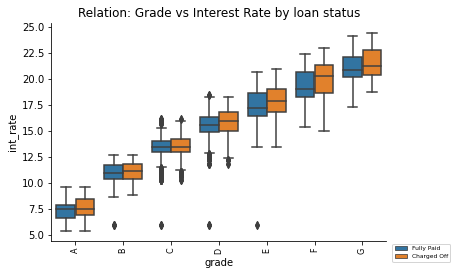 Relation: Grade vs Interest Rate by loan status
25.0
22.5
20.0
17.5
15.0
12.5
10.0
7.5
5.0
int_rate
A
B
C
D
E
F
G
grade
Fully Paid
Charged Off